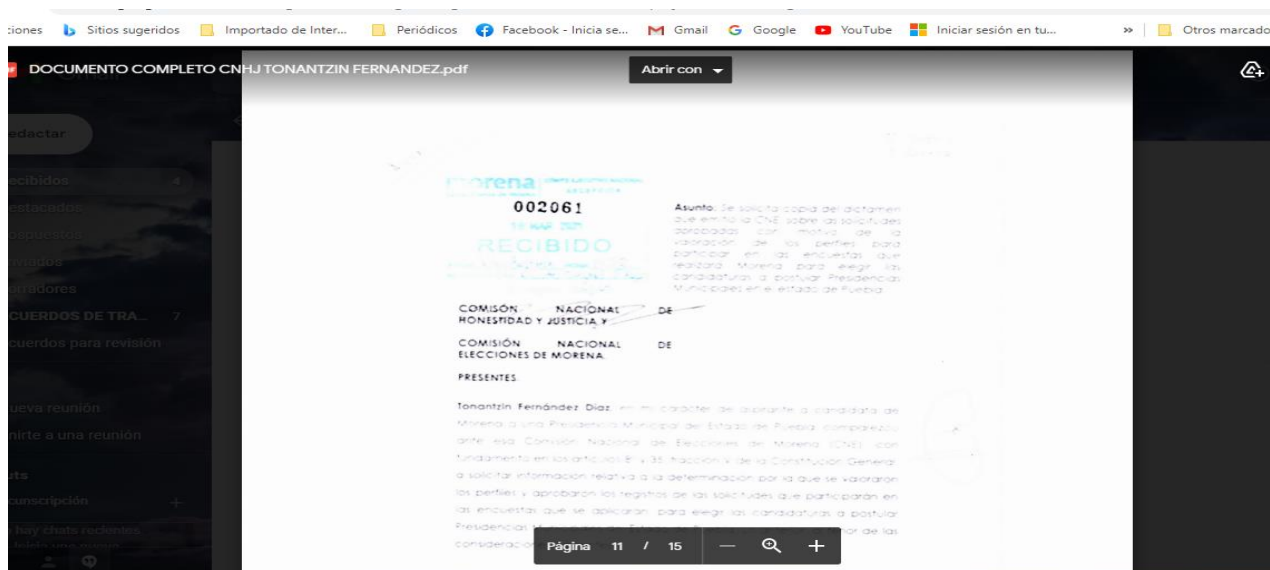 ciones Sitios sugeridos Importado de Inter... Periódicos Facebook - Inicia se... Gmail Google YouTube Iniciar sesión en tu... » Otros marcado
DOCUMENTO COMPLETO CNHJ TONANTZIN FERNANDEZ.pdf Abrir con
edactar
ecibidos 4
estacados
ospuestos
nviados
orradores
CUERDOS DE TRA... 7
cuerdos para revisión
ueva reunión
nirte a una reunión
uts
cunscripción +
hay chats recientes
morena
002061
RECIBIDO
Asunto: Se solicita copia del dictamen
que emitió la CNE sobre las solicitudes
aprobadas con motivo de la
valoración de los perfiles para
participar en las encuestas que
realizará Morena para elegir las
candidaturas a postular Presidencias
Municipales en el estado de Puebla.
COMISÓN NACIONAL DE
HONESTIDAD Y JUSTICIA Y
COMISIÓN NACIONAL DE
ELECCIONES DE MORENA.
PRESENTES
Tonantzin Fernández Díaz, en mi carácter de aspirante a candidata de
Morena a una Presidencia Municipal del Estado de Puebla, comparezco
ante esa Comisión Nacional de Elecciones de Morena (CNE), con
fundamento en los artículos 8º y 35, fracción V de la Constitución General,
a solicitar información relativa a la determinación por la que se valoraron
los perfiles y aprobaron los registros de las solicitudes que participarán en
las encuestas que se aplicarán para elegir las candidaturas a postular
Presidencias
Página 11 / 15 — +